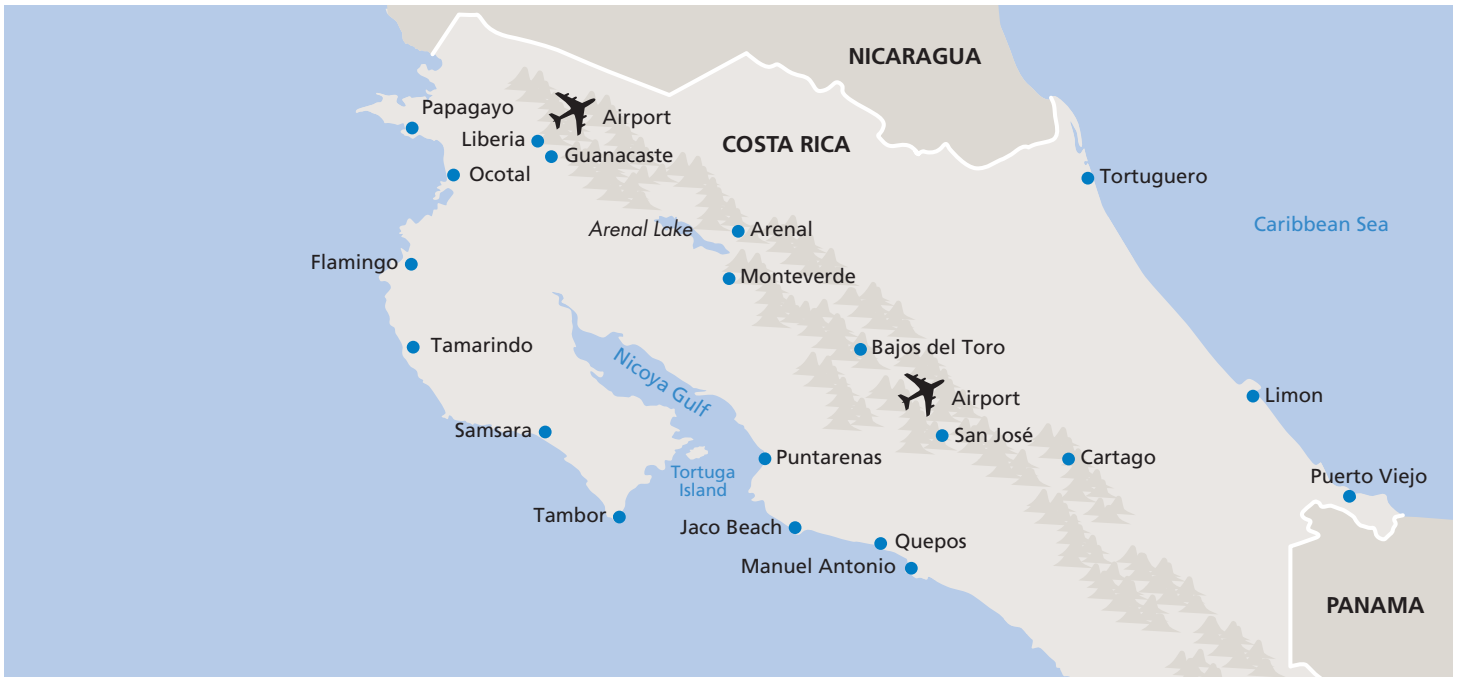 NICARAGUA
Papagayo
Airport
Liberia
COSTA RICA
Guanacaste
Ocotal
Tortuguero
Arenal Lake
Arenal
Caribbean Sea
Flamingo
Monteverde
Tamarindo
Bajos del Toro
Nicoya Gulf
Airport
Limon
Samsara
San José
Puntarenas
Cartago
Tortuga
Island
Puerto Viejo
Tambor
Jaco Beach
Quepos
Manuel Antonio
PANAMA